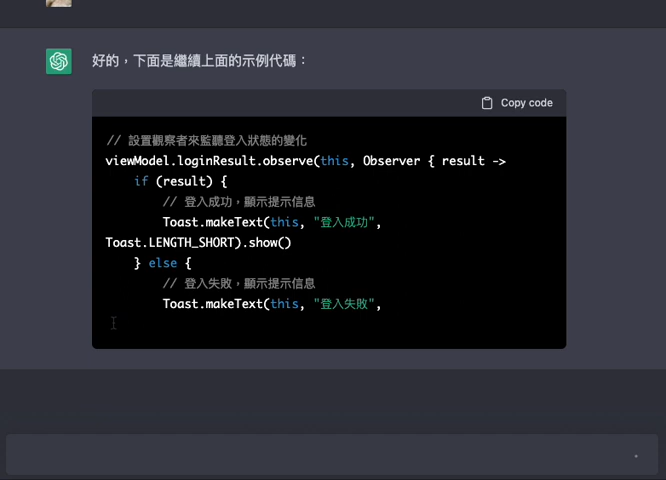 好的，下面是繼續上面的示例代碼：
Copy code
// 設置觀察者來監聽登入狀態的變化
viewModel.loginResult.observe(this, Observer { result ->
    if (result) {
        // 登入成功，顯示提示信息
        Toast.makeText(this, "登入成功",
Toast.LENGTH_SHORT).show()
    } else {
        // 登入失敗，顯示提示信息
        Toast.makeText(this, "登入失敗",